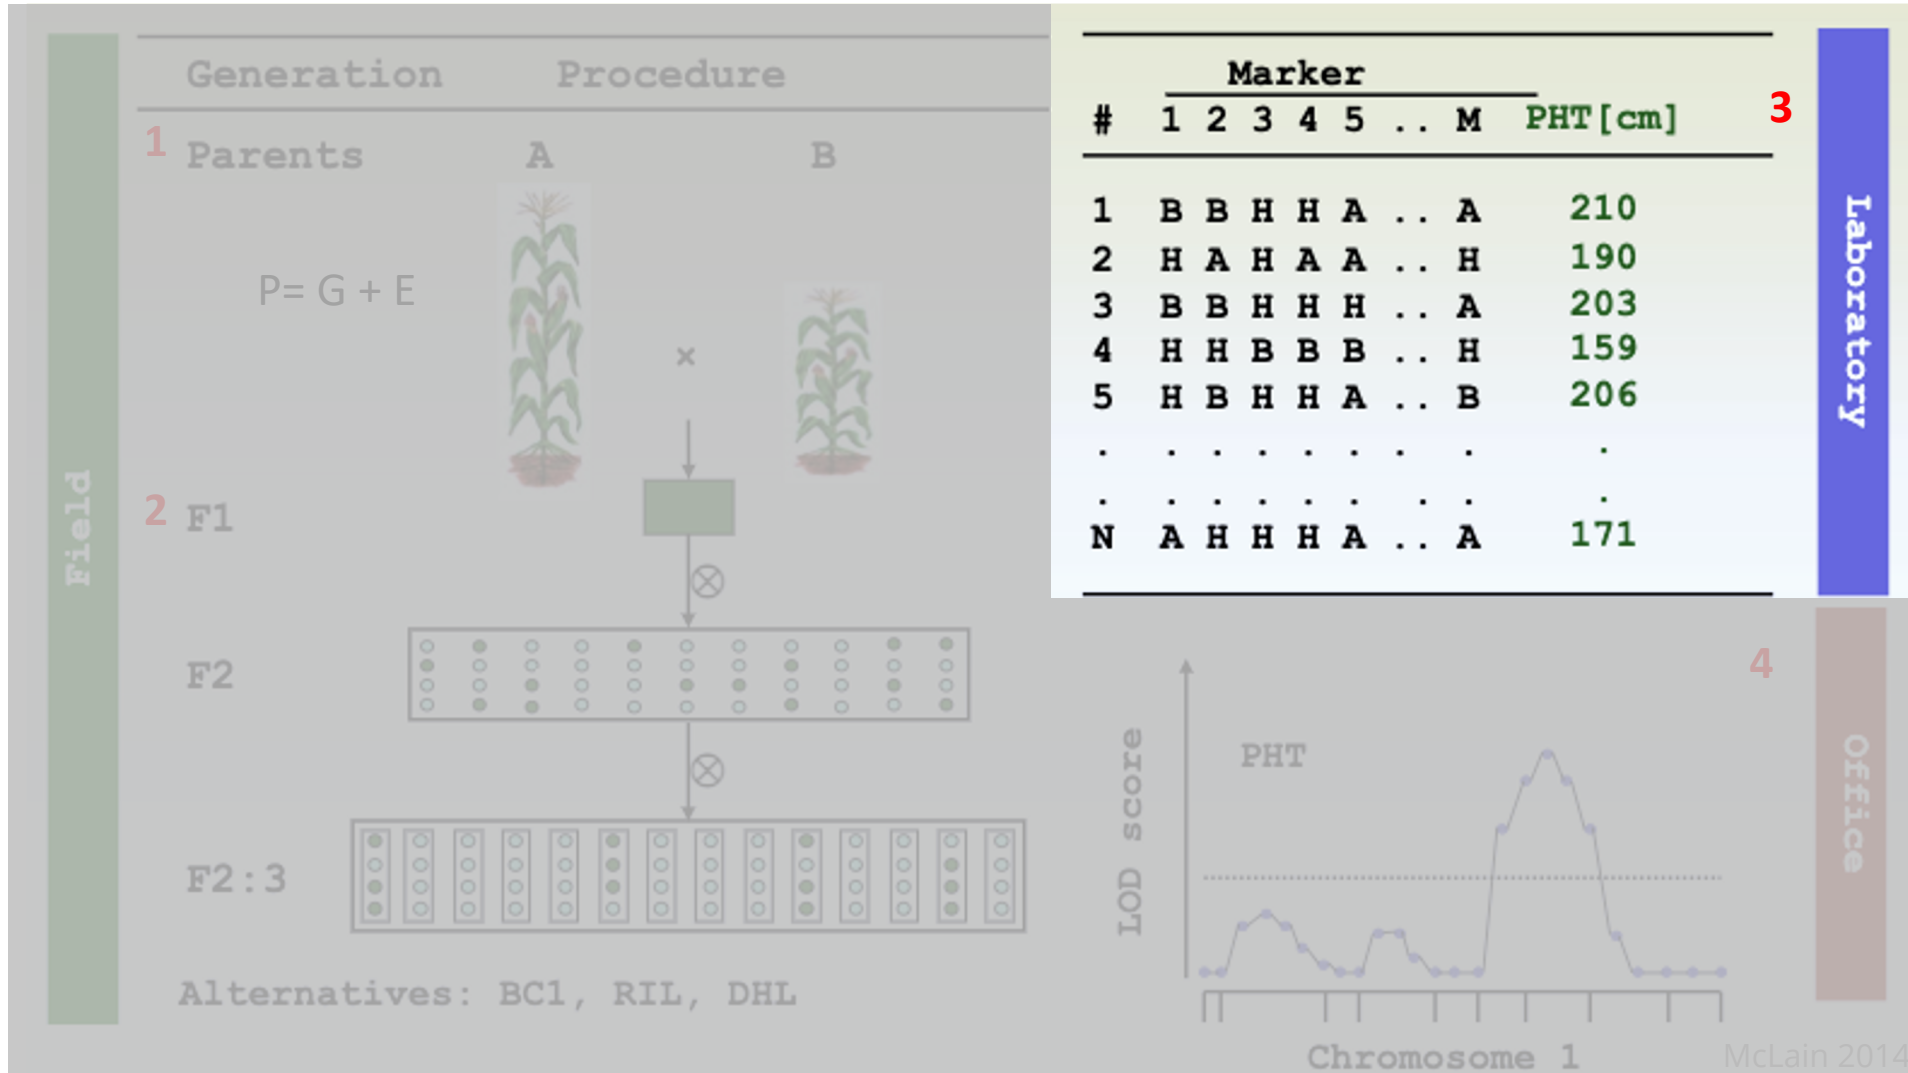 Field
Generation Procedure
1
Parents A B
P= G + E
×
2
F1
F2
F2:3
Alternatives: BC1, RIL, DHL
Marker
# 1 2 3 4 5 .. M PHT[cm]
3
1 B B H H A .. A 210
2 H A H A A .. H 190
3 B B H H H .. A 203
4 H H B B B .. H 159
5 H B H H A .. B 206
. . . . . . . . .
. . . . . . . . .
N A H H H A .. A 171
Laboratory
4
PHT
LOD score
Chromosome 1
Office
McLain 2014